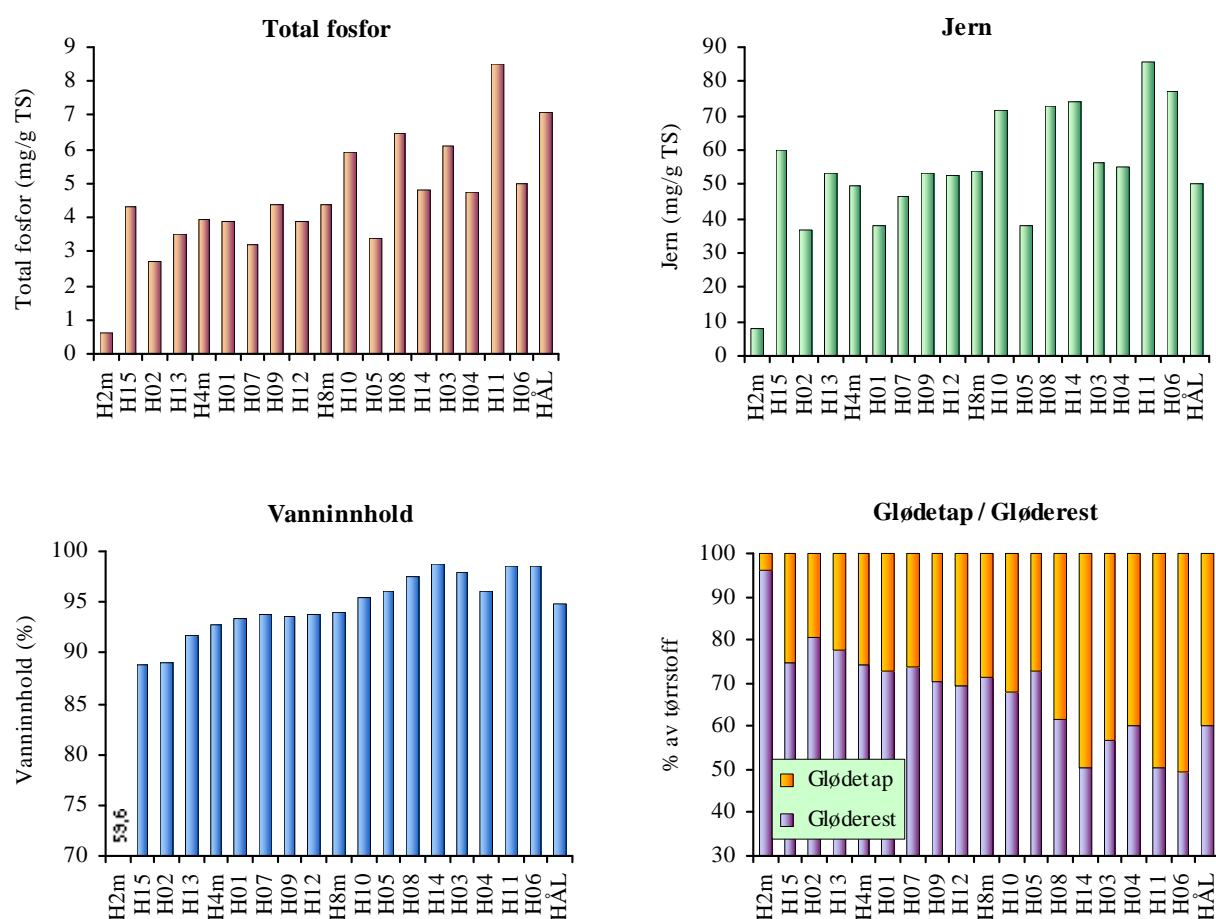 Total fosfor
Total fosfor (mg/g TS)
9
8
7
6
5
4
3
2
1
0
H2m
H15
H02
H13
H4m
H01
H07
H09
H12
H8m
H10
H05
H08
H14
H03
H04
H11
H06
HÅL
Jern
Jern (mg/g TS)
90
80
70
60
50
40
30
20
10
0
H2m
H15
H02
H13
H4m
H01
H07
H09
H12
H8m
H10
H05
H08
H14
H03
H04
H11
H06
HÅL
Vanninnhold
Vanninnhold (%)
100
95
90
85
80
75
70
59,6
H2m
H15
H02
H13
H4m
H01
H07
H09
H12
H8m
H10
H05
H08
H14
H03
H04
H11
H06
HÅL
Glødetap / Gløderest
% av tørrstoff
100
90
80
70
60
50
40
30
Glødetap
Gløderest
H2m
H15
H02
H13
H4m
H01
H07
H09
H12
H8m
H10
H05
H08
H14
H03
H04
H11
H06
HÅL